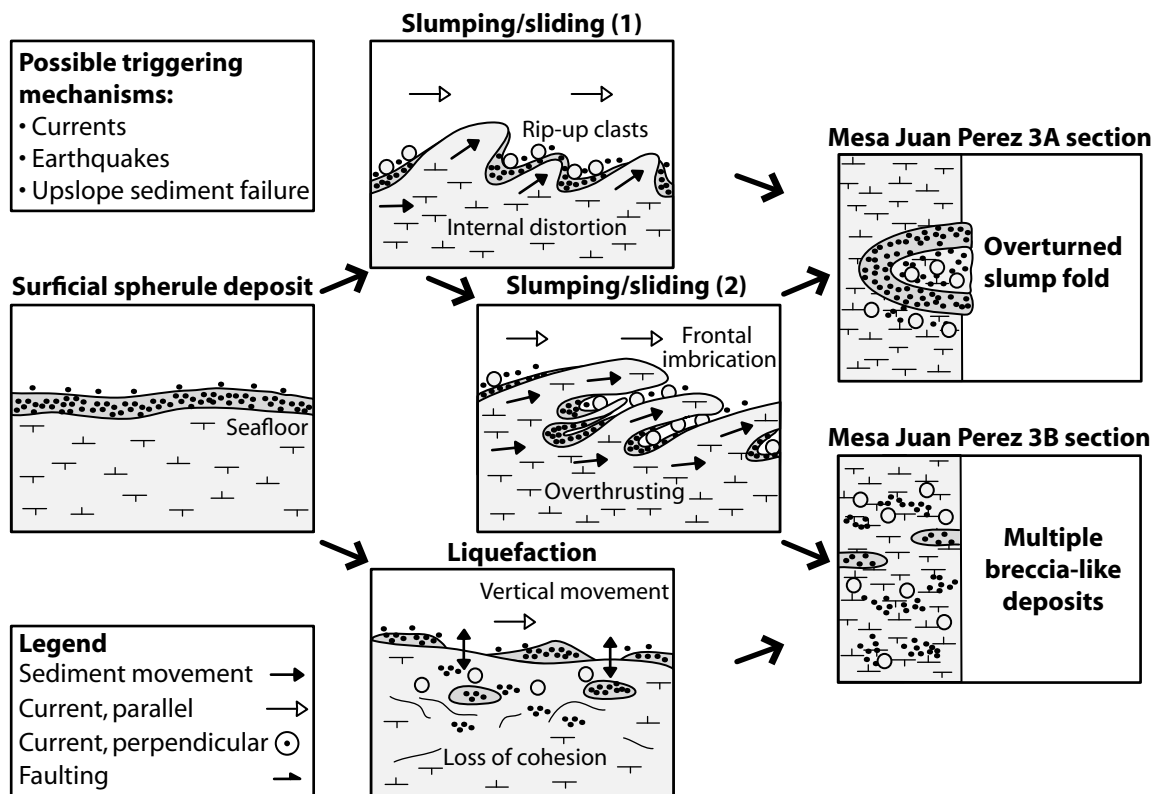 Possible triggering
mechanisms:
• Currents
• Earthquakes
• Upslope sediment failure
Slumping/sliding (1)
Rip-up clasts
Internal distortion
Surficial spherule deposit
Seafloor
Slumping/sliding (2)
Frontal
imbrication
Overthrusting
Liquefaction
Vertical movement
Loss of cohesion
Mesa Juan Perez 3A section
Overturned
slump fold
Mesa Juan Perez 3B section
Multiple
breccia-like
deposits
Legend
Sediment movement
Current, parallel
Current, perpendicular
Faulting